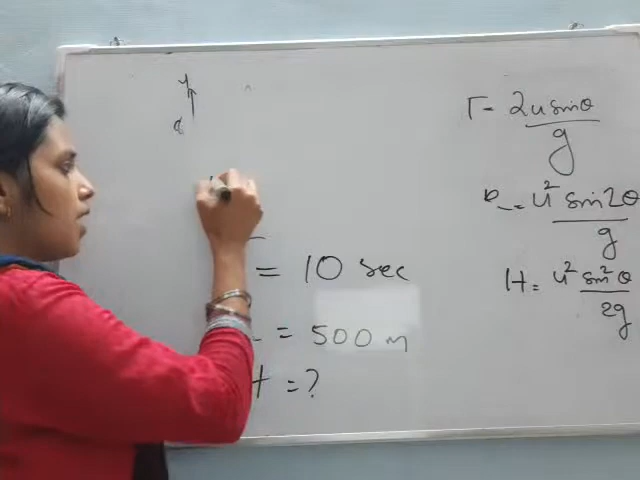 y
T = 2u sinθ / g
R = u² sin2θ / g
H = u² sin²θ / 2g
= 10 sec
= 500 m
H = ?